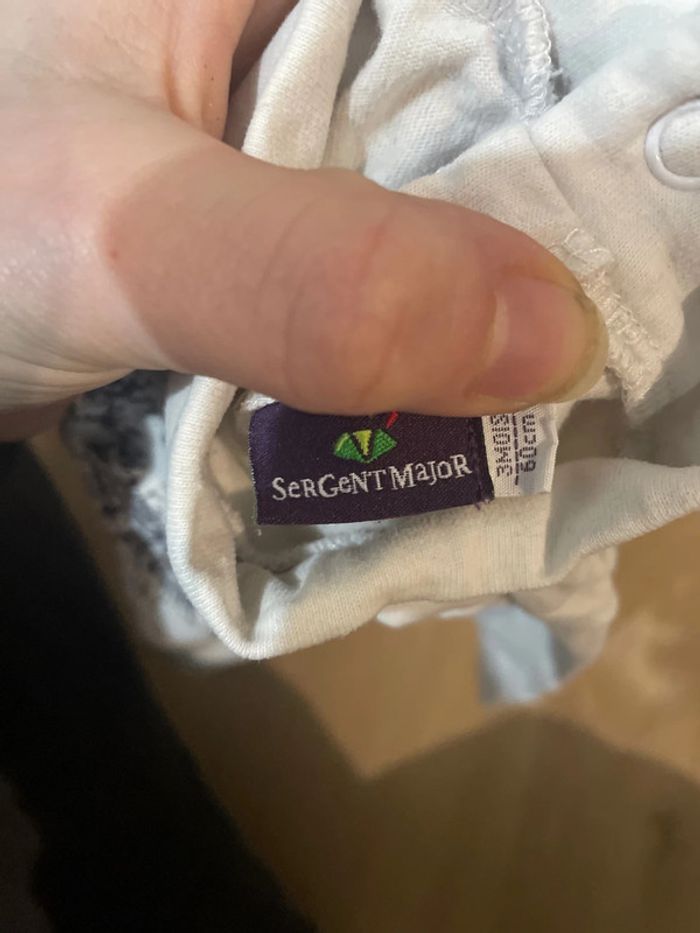 SERGENT MAJOR
3MOIS
60cm